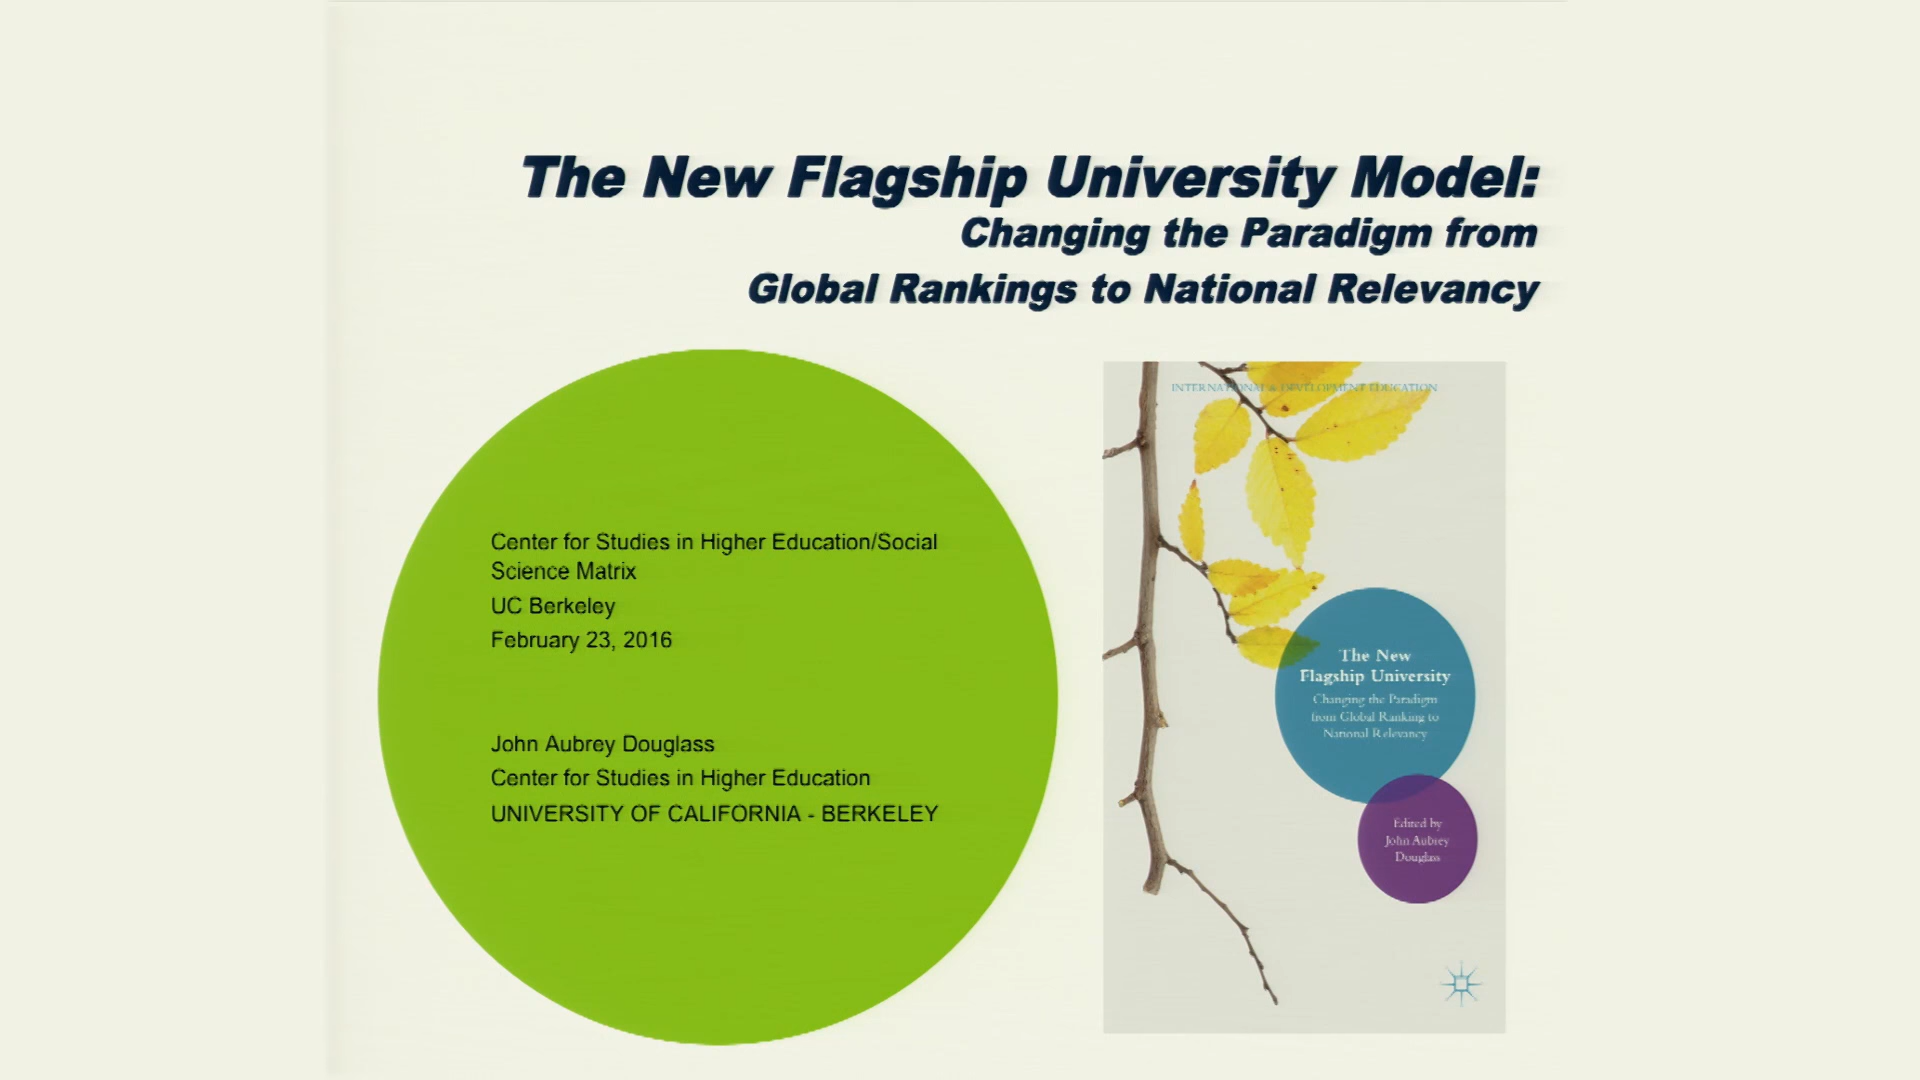 The New Flagship University Model:
Changing the Paradigm from
Global Rankings to National Relevancy
Center for Studies in Higher Education/Social
Science Matrix
UC Berkeley
February 23, 2016
John Aubrey Douglass
Center for Studies in Higher Education
UNIVERSITY OF CALIFORNIA - BERKELEY
INTERNATIONAL & DEVELOPMENT EDUCATION
The New
Flagship University
Changing the Paradigm
from Global Ranking to
National Relevancy
Edited by
John Aubrey
Douglass